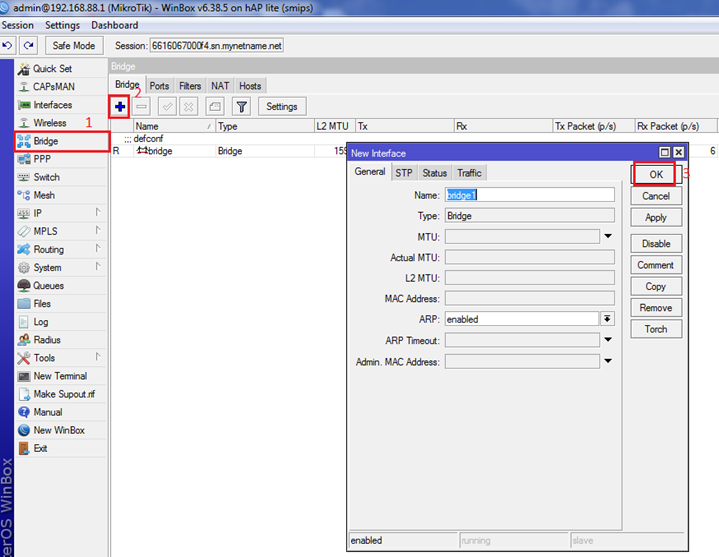 admin@192.168.88.1 (MikroTik) - WinBox v6.38.5 on hAP lite (smips)
Session Settings Dashboard
Safe Mode Session: 6616067000f4.sn.mynetname.net
Quick Set
CAPsMAN
Interfaces
Wireless 1
Bridge
PPP
Switch
Mesh
IP
MPLS
Routing
System
Queues
Files
Log
Radius
Tools
New Terminal
Make Supout.rif
Manual
New WinBox
Exit
terOS WinBox
Bridge
Bridge Ports Filters NAT Hosts
2
Settings
Name / Type L2 MTU Tx Rx Tx Packet (p/s) Rx Packet (p/s)
;;; defconf
R bridge Bridge 159 6
New Interface
General STP Status Traffic
Name: bridge1
Type: Bridge
MTU:
Actual MTU:
L2 MTU:
MAC Address:
ARP: enabled
ARP Timeout:
Admin. MAC Address:
OK 3
Cancel
Apply
Disable
Comment
Copy
Remove
Torch
enabled running slave